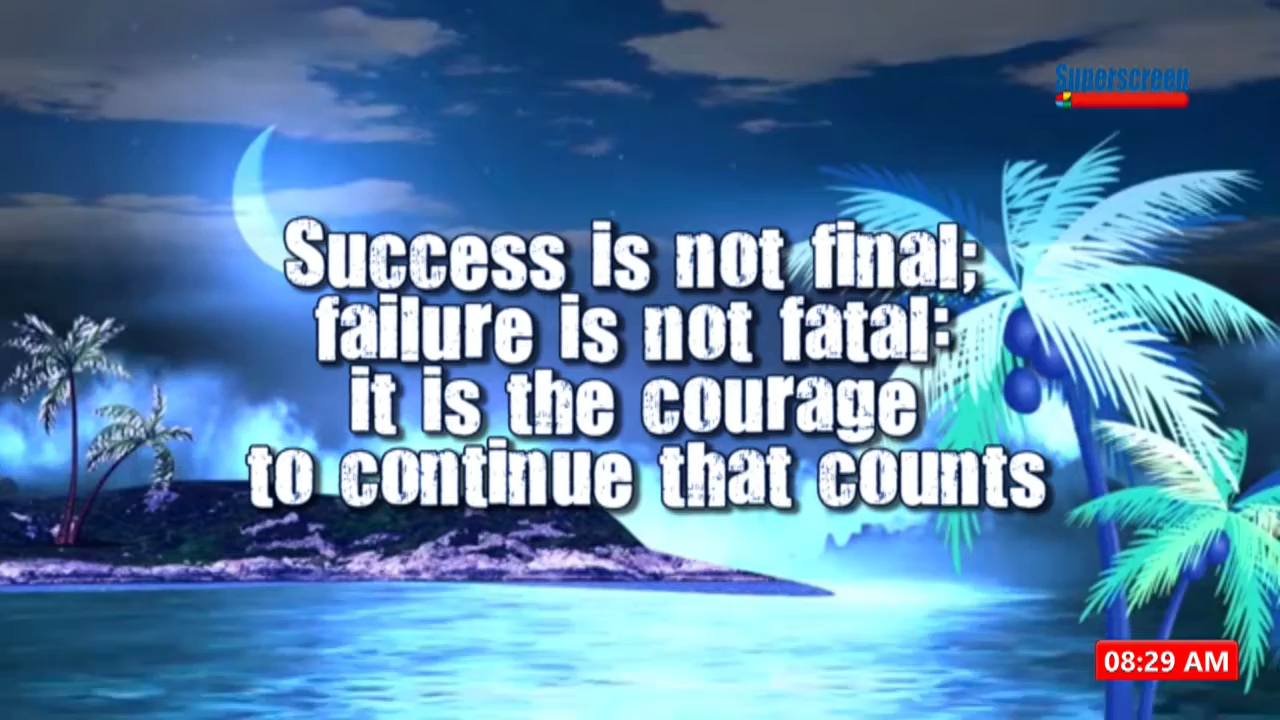 Superscreen
Success is not final;
failure is not fatal:
it is the courage
to continue that counts
08:29 AM